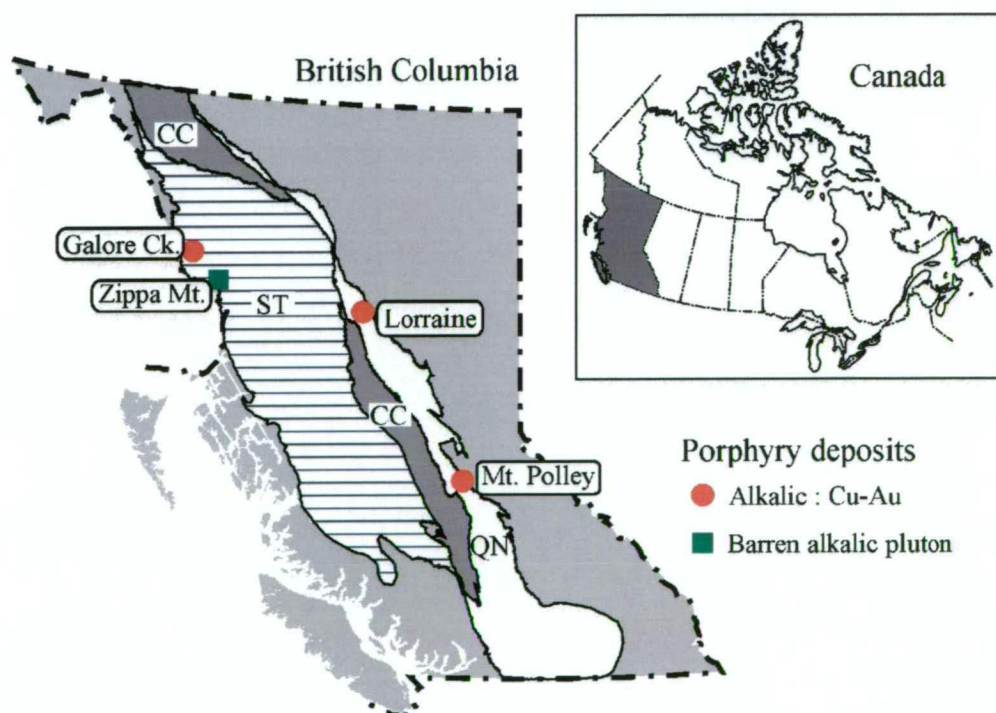 British Columbia
Canada
CC
Galore Ck.
Zippa Mt.
ST
Lorraine
CC
Mt. Polley
QN
Porphyry deposits
Alkalic : Cu-Au
Barren alkalic pluton